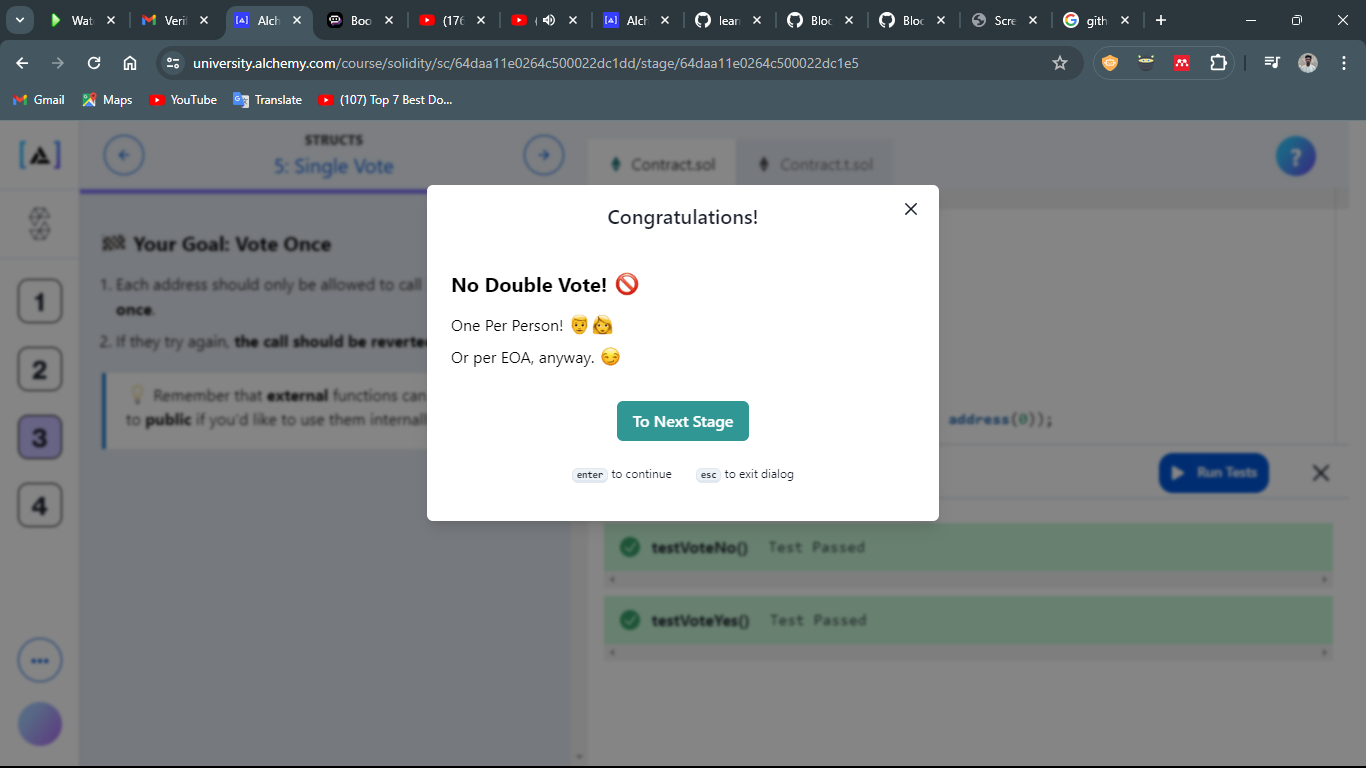 Wat
Veri
Alch
Boo
(176
(
Alch
lear
Bloc
Bloc
Scre
gith
university.alchemy.com/course/solidity/sc/64daa11e0264c500022dc1dd/stage/64daa11e0264c500022dc1e5
Gmail
Maps
YouTube
Translate
(107) Top 7 Best Do...
STRUCTS
5: Single Vote
Contract.sol
Contract.t.sol
?
1
2
3
4
🏁 Your Goal: Vote Once
1. Each address should only be allowed to call
once.
2. If they try again, the call should be reverte
💡 Remember that external functions can
to public if you'd like to use them internall
Congratulations!
No Double Vote! 🚫
One Per Person! 👨👩
Or per EOA, anyway. 😏
To Next Stage
enter to continue
esc to exit dialog
address(0));
Run Tests
testVoteNo() Test Passed
testVoteYes() Test Passed